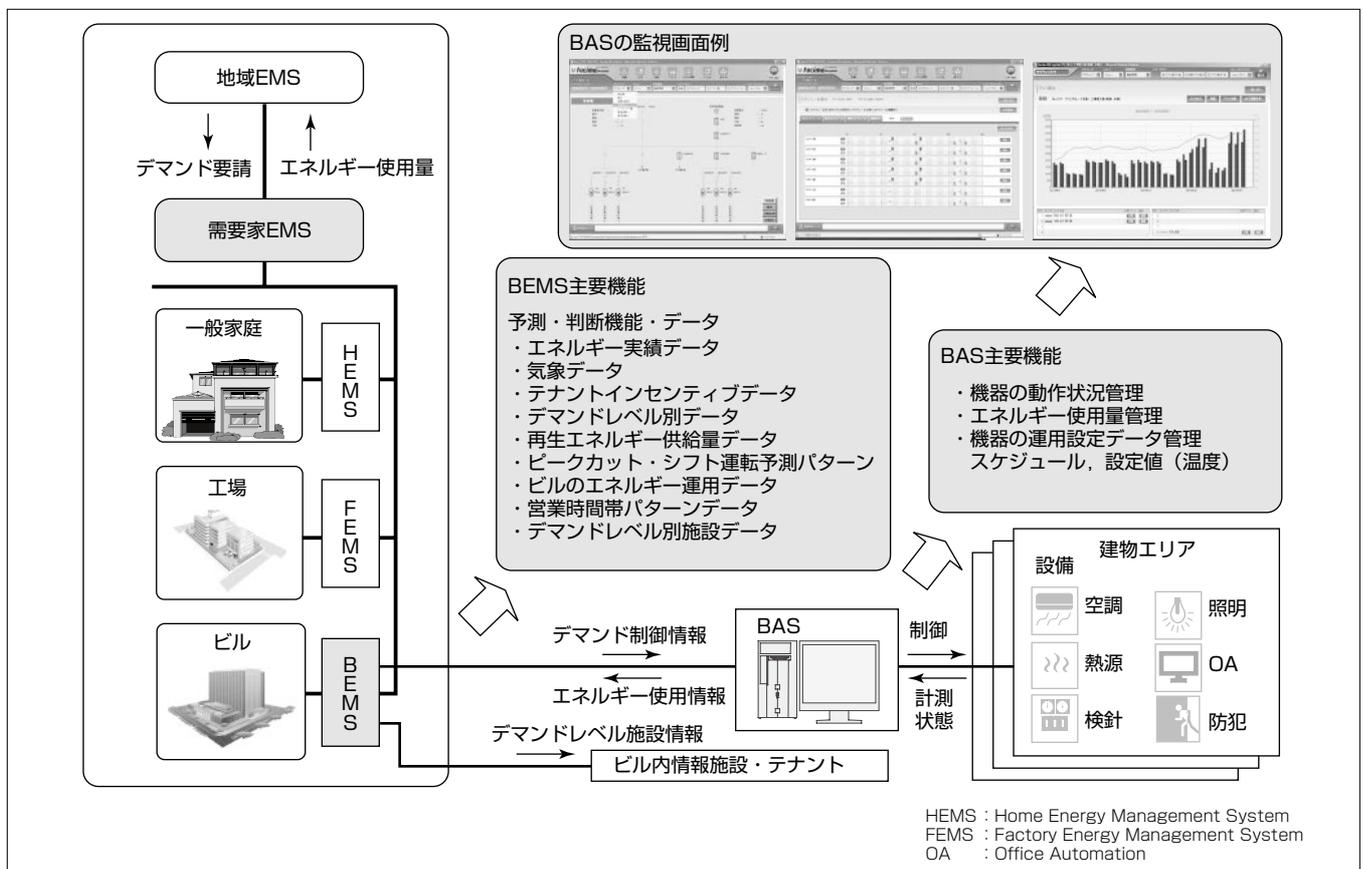 地域EMS
デマンド要請
エネルギー使用量
需要家EMS
一般家庭
HEMS
工場
FEMS
ビル
BEMS
BASの監視画面例
BEMS主要機能
予測・判断機能・データ
・エネルギー実績データ
・気象データ
・テナントインセンティブデータ
・デマンドレベル別データ
・再生エネルギー供給量データ
・ピークカット・シフト運転予測パターン
・ビルのエネルギー運用データ
・営業時間帯パターンデータ
・デマンドレベル別施設データ
BAS主要機能
・機器の動作状況管理
・エネルギー使用量管理
・機器の運用設定データ管理
スケジュール，設定値（温度）
デマンド制御情報
エネルギー使用情報
デマンドレベル施設情報
ビル内情報施設・テナント
BAS
制御
計測
状態
建物エリア
設備
空調
照明
熱源
OA
検針
防犯
HEMS：Home Energy Management System
FEMS：Factory Energy Management System
OA　：Office Automation